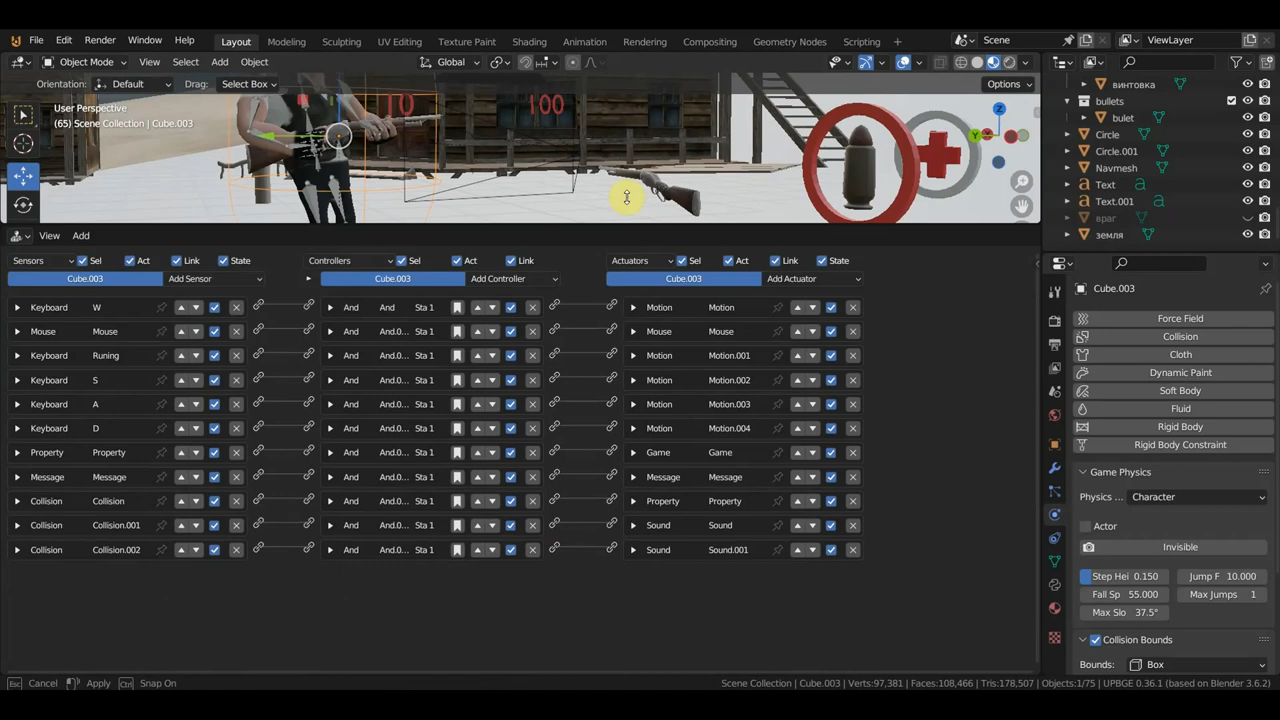 File Edit Render Window Help Layout Modeling Sculpting UV Editing Texture Paint Shading Animation Rendering Compositing Geometry Nodes Scripting + Scene ViewLayer
Object Mode View Select Add Object Global
Orientation: Default Drag: Select Box Options
User Perspective
(65) Scene Collection | Cube.003
10 100
Z
Y
винтовка
bullets
bulet
Circle
Circle.001
Navmesh
Text
Text.001
враг
земля
View Add
Sensors Sel Act Link State Controllers Sel Act Link Actuators Sel Act Link State
Cube.003 Add Sensor Cube.003 Add Controller Cube.003 Add Actuator
Keyboard W And And Sta 1 Motion Motion
Mouse Mouse And And.0... Sta 1 Mouse Mouse
Keyboard Runing And And.0... Sta 1 Motion Motion.001
Keyboard S And And.0... Sta 1 Motion Motion.002
Keyboard A And And.0... Sta 1 Motion Motion.003
Keyboard D And And.0... Sta 1 Motion Motion.004
Property Property And And.0... Sta 1 Game Game
Message Message And And.0... Sta 1 Message Message
Collision Collision And And.0... Sta 1 Property Property
Collision Collision.001 And And.0... Sta 1 Sound Sound
Collision Collision.002 And And.0... Sta 1 Sound Sound.001
Cube.003
Force Field
Collision
Cloth
Dynamic Paint
Soft Body
Fluid
Rigid Body
Rigid Body Constraint
Game Physics
Physics ... Character
Actor
Invisible
Step Hei 0.150 Jump F 10.000
Fall Sp 55.000 Max Jumps 1
Max Slo 37.5°
Collision Bounds
Bounds: Box
Esc Cancel Apply Ctrl Snap On Scene Collection | Cube.003 | Verts:97,381 | Faces:108,466 | Tris:178,507 | Objects:1/75 | UPBGE 0.36.1 (based on Blender 3.6.2)